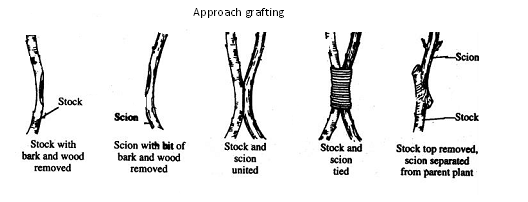 Approach grafting
Stock
Stock with
bark and wood
removed
Scion
Scion with bit of
bark and wood
removed
Stock and
scion
united
Stock and
scion
tied
Scion
Stock
Stock top removed,
scion separated
from parent plant